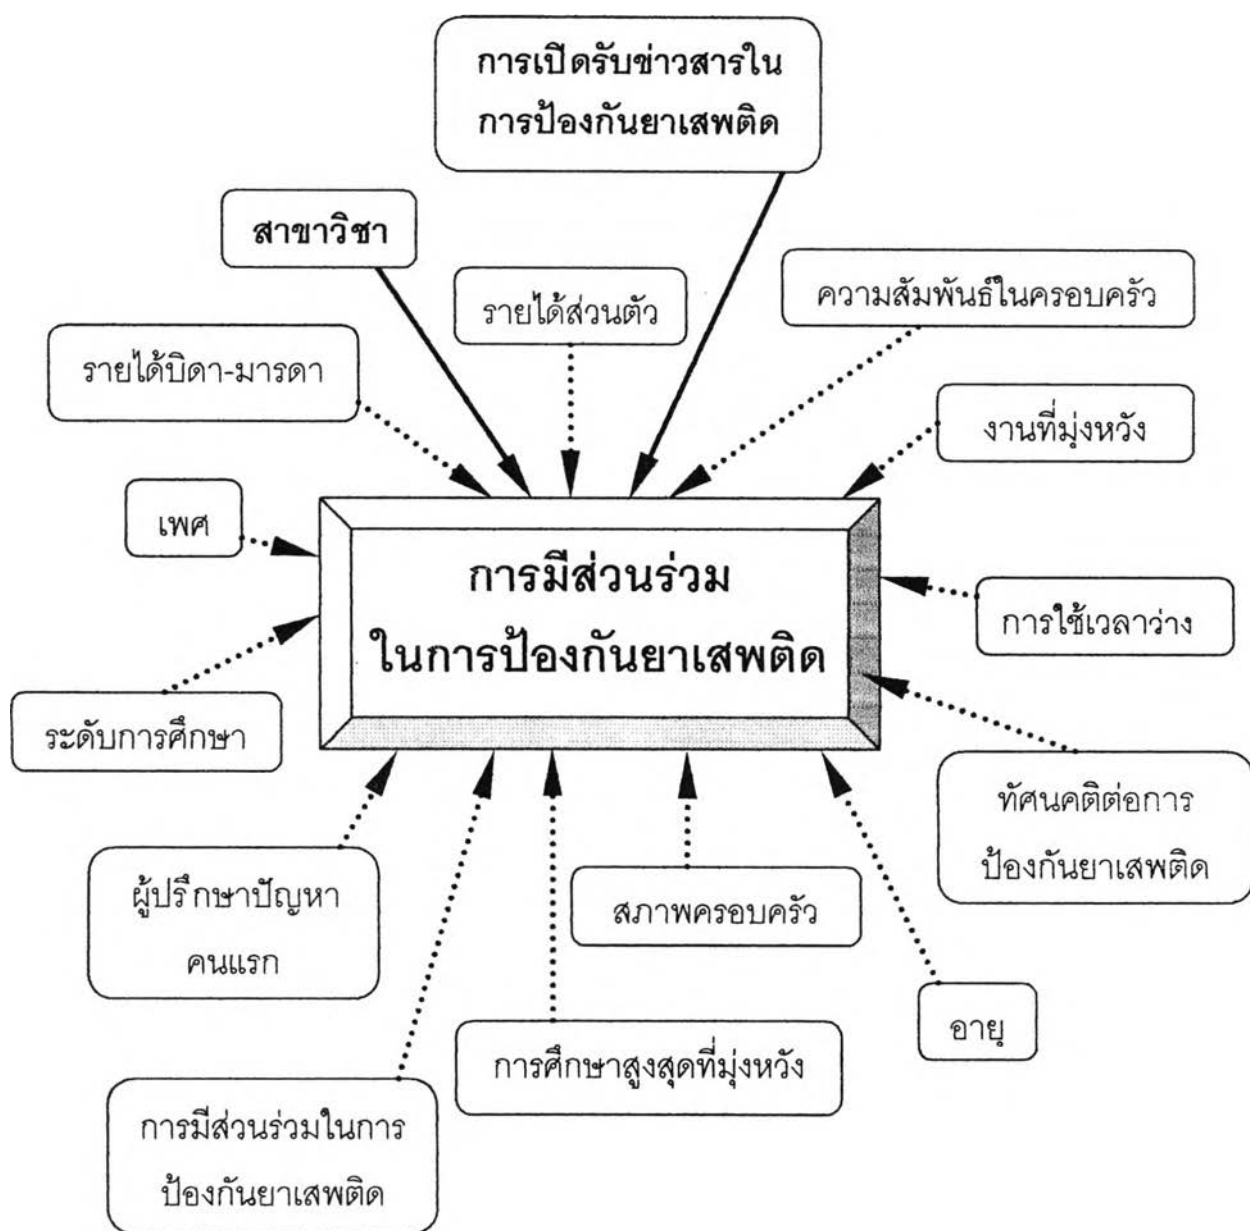 การเปิดรับข่าวสารใน
การป้องกันยาเสพติด
สาขาวิชา
รายได้ส่วนตัว
ความสัมพันธ์ในครอบครัว
รายได้บิดา-มารดา
งานที่มุ่งหวัง
เพศ
การมีส่วนร่วม
ในการป้องกันยาเสพติด
การใช้เวลาว่าง
ระดับการศึกษา
ทัศนคติต่อการ
ป้องกันยาเสพติด
ผู้ปรึกษาปัญหา
คนแรก
สภาพครอบครัว
อายุ
การศึกษาสูงสุดที่มุ่งหวัง
การมีส่วนร่วมในการ
ป้องกันยาเสพติด